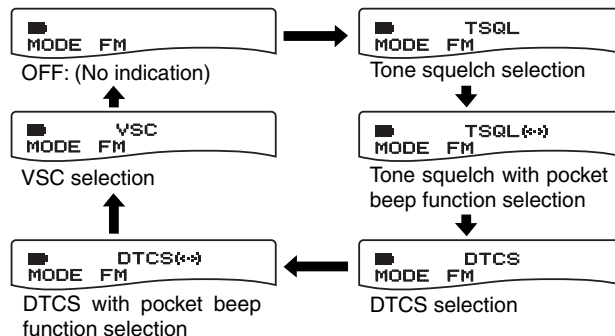 MODE FM
OFF: (No indication)
TSQL
MODE FM
Tone squelch selection
TSQL((••))
MODE FM
Tone squelch with pocket
beep function selection
DTCS
MODE FM
DTCS selection
DTCS((••))
MODE FM
DTCS with pocket beep
function selection
VSC
MODE FM
VSC selection